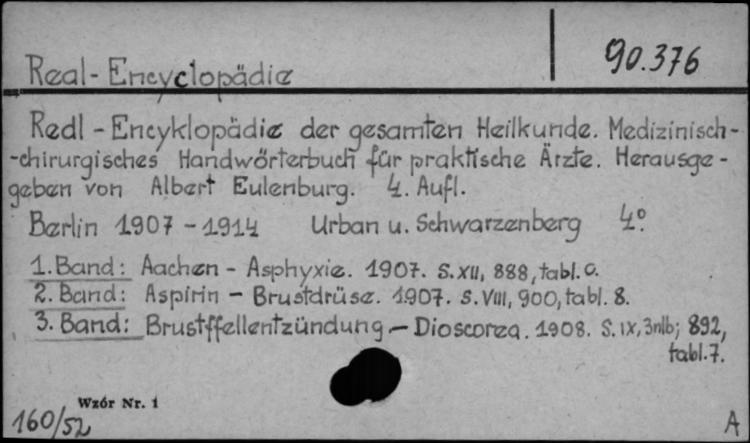 90.376
Real-Encyclopädie
Redl-Encyklopädie der gesamten Heilkunde. Medizinisch-
-chirurgisches Handwörterbuch für praktische Ärzte. Herausge-
geben von Albert Eulenburg. 4. Aufl.
Berlin 1907-1914 Urban u. Schwarzenberg 4º.
1. Band: Aachen - Asphyxie. 1907. S. XII, 888, tabl. 0.
2. Band: Aspirin - Brustdrüse. 1907. S. VIII, 900, tabl. 8.
3. Band: Brustffellentzündung - Dioscorea. 1908. S. IX, 3nlb; 892,
tabl. 7.
Wzór Nr. 1
160/52 A